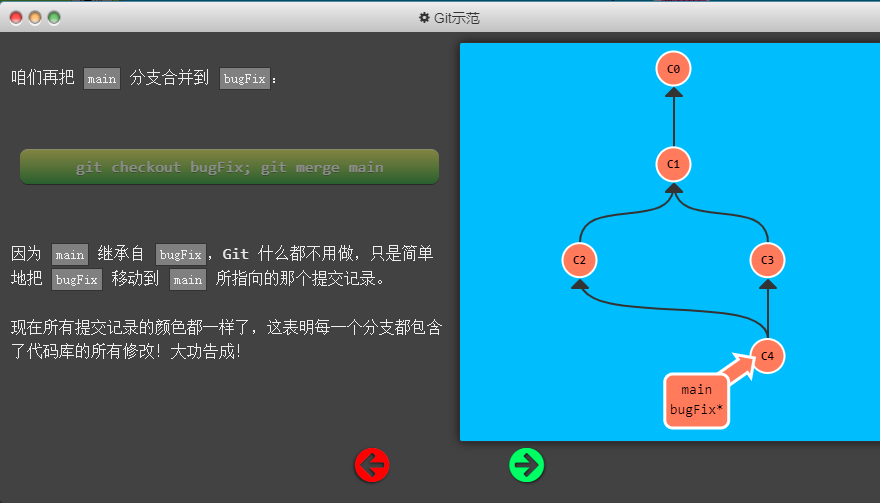 Git示范
咱们再把 main 分支合并到 bugFix：
git checkout bugFix; git merge main
因为 main 继承自 bugFix，Git 什么都不用做，只是简单
地把 bugFix 移动到 main 所指向的那个提交记录。
现在所有提交记录的颜色都一样了，这表明每一个分支都包含
了代码库的所有修改！大功告成！
C0
C1
C2
C3
C4
main
bugFix*